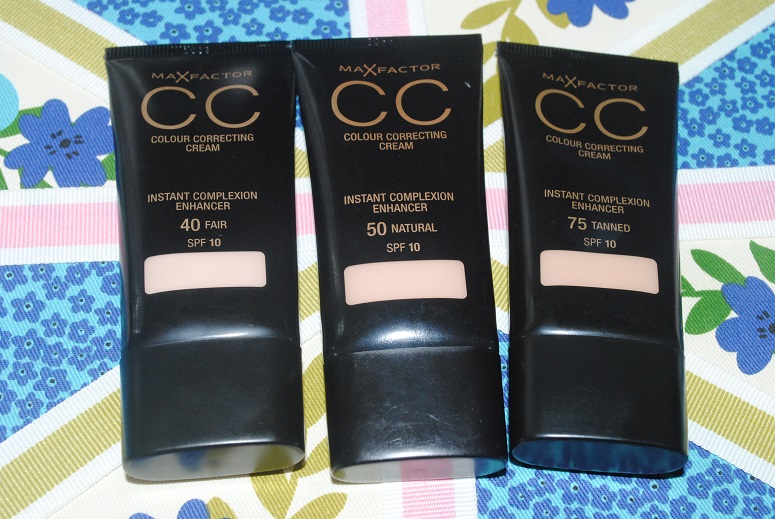 MAXFACTOR
CC
COLOUR CORRECTING
CREAM
INSTANT COMPLEXION
ENHANCER
40 FAIR
SPF 10
MAXFACTOR
CC
COLOUR CORRECTING
CREAM
INSTANT COMPLEXION
ENHANCER
50 NATURAL
SPF 10
MAXFACTOR
CC
COLOUR CORRECTING
CREAM
INSTANT COMPLEXION
ENHANCER
75 TANNED
SPF 10